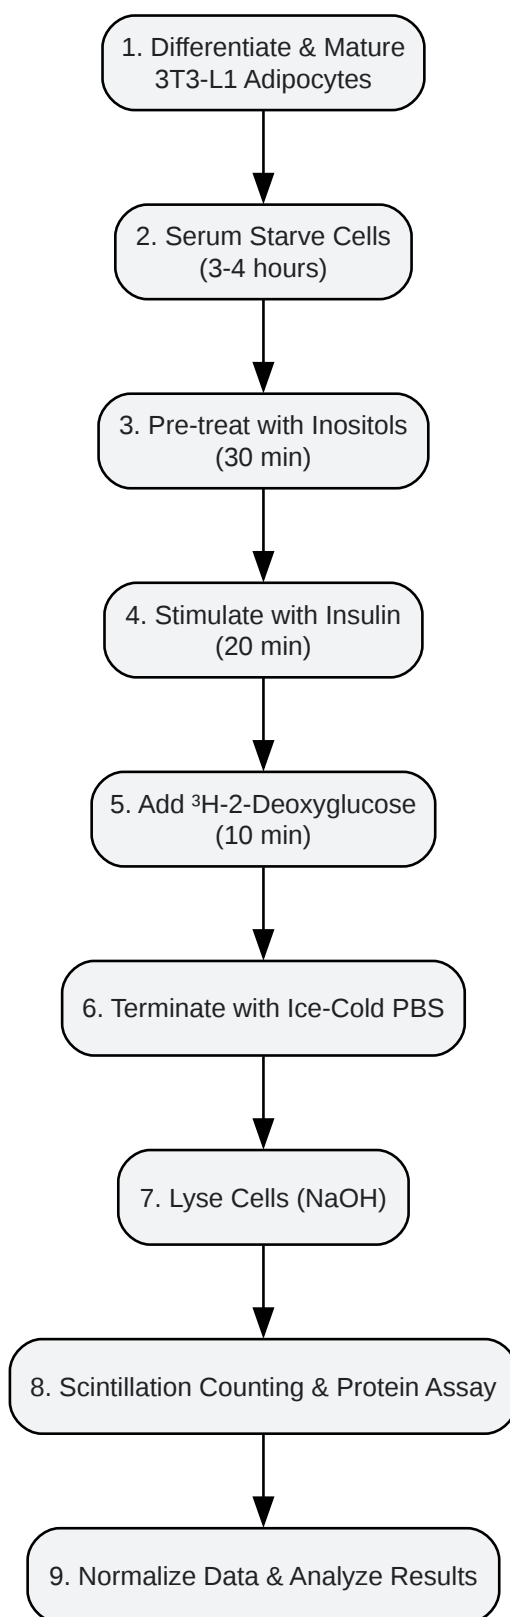 1. Differentiate & Mature
3T3-L1 Adipocytes
2. Serum Starve Cells
(3-4 hours)
3. Pre-treat with Inositols
(30 min)
4. Stimulate with Insulin
(20 min)
5. Add ³H-2-Deoxyglucose
(10 min)
6. Terminate with Ice-Cold PBS
7. Lyse Cells (NaOH)
8. Scintillation Counting & Protein Assay
9. Normalize Data & Analyze Results